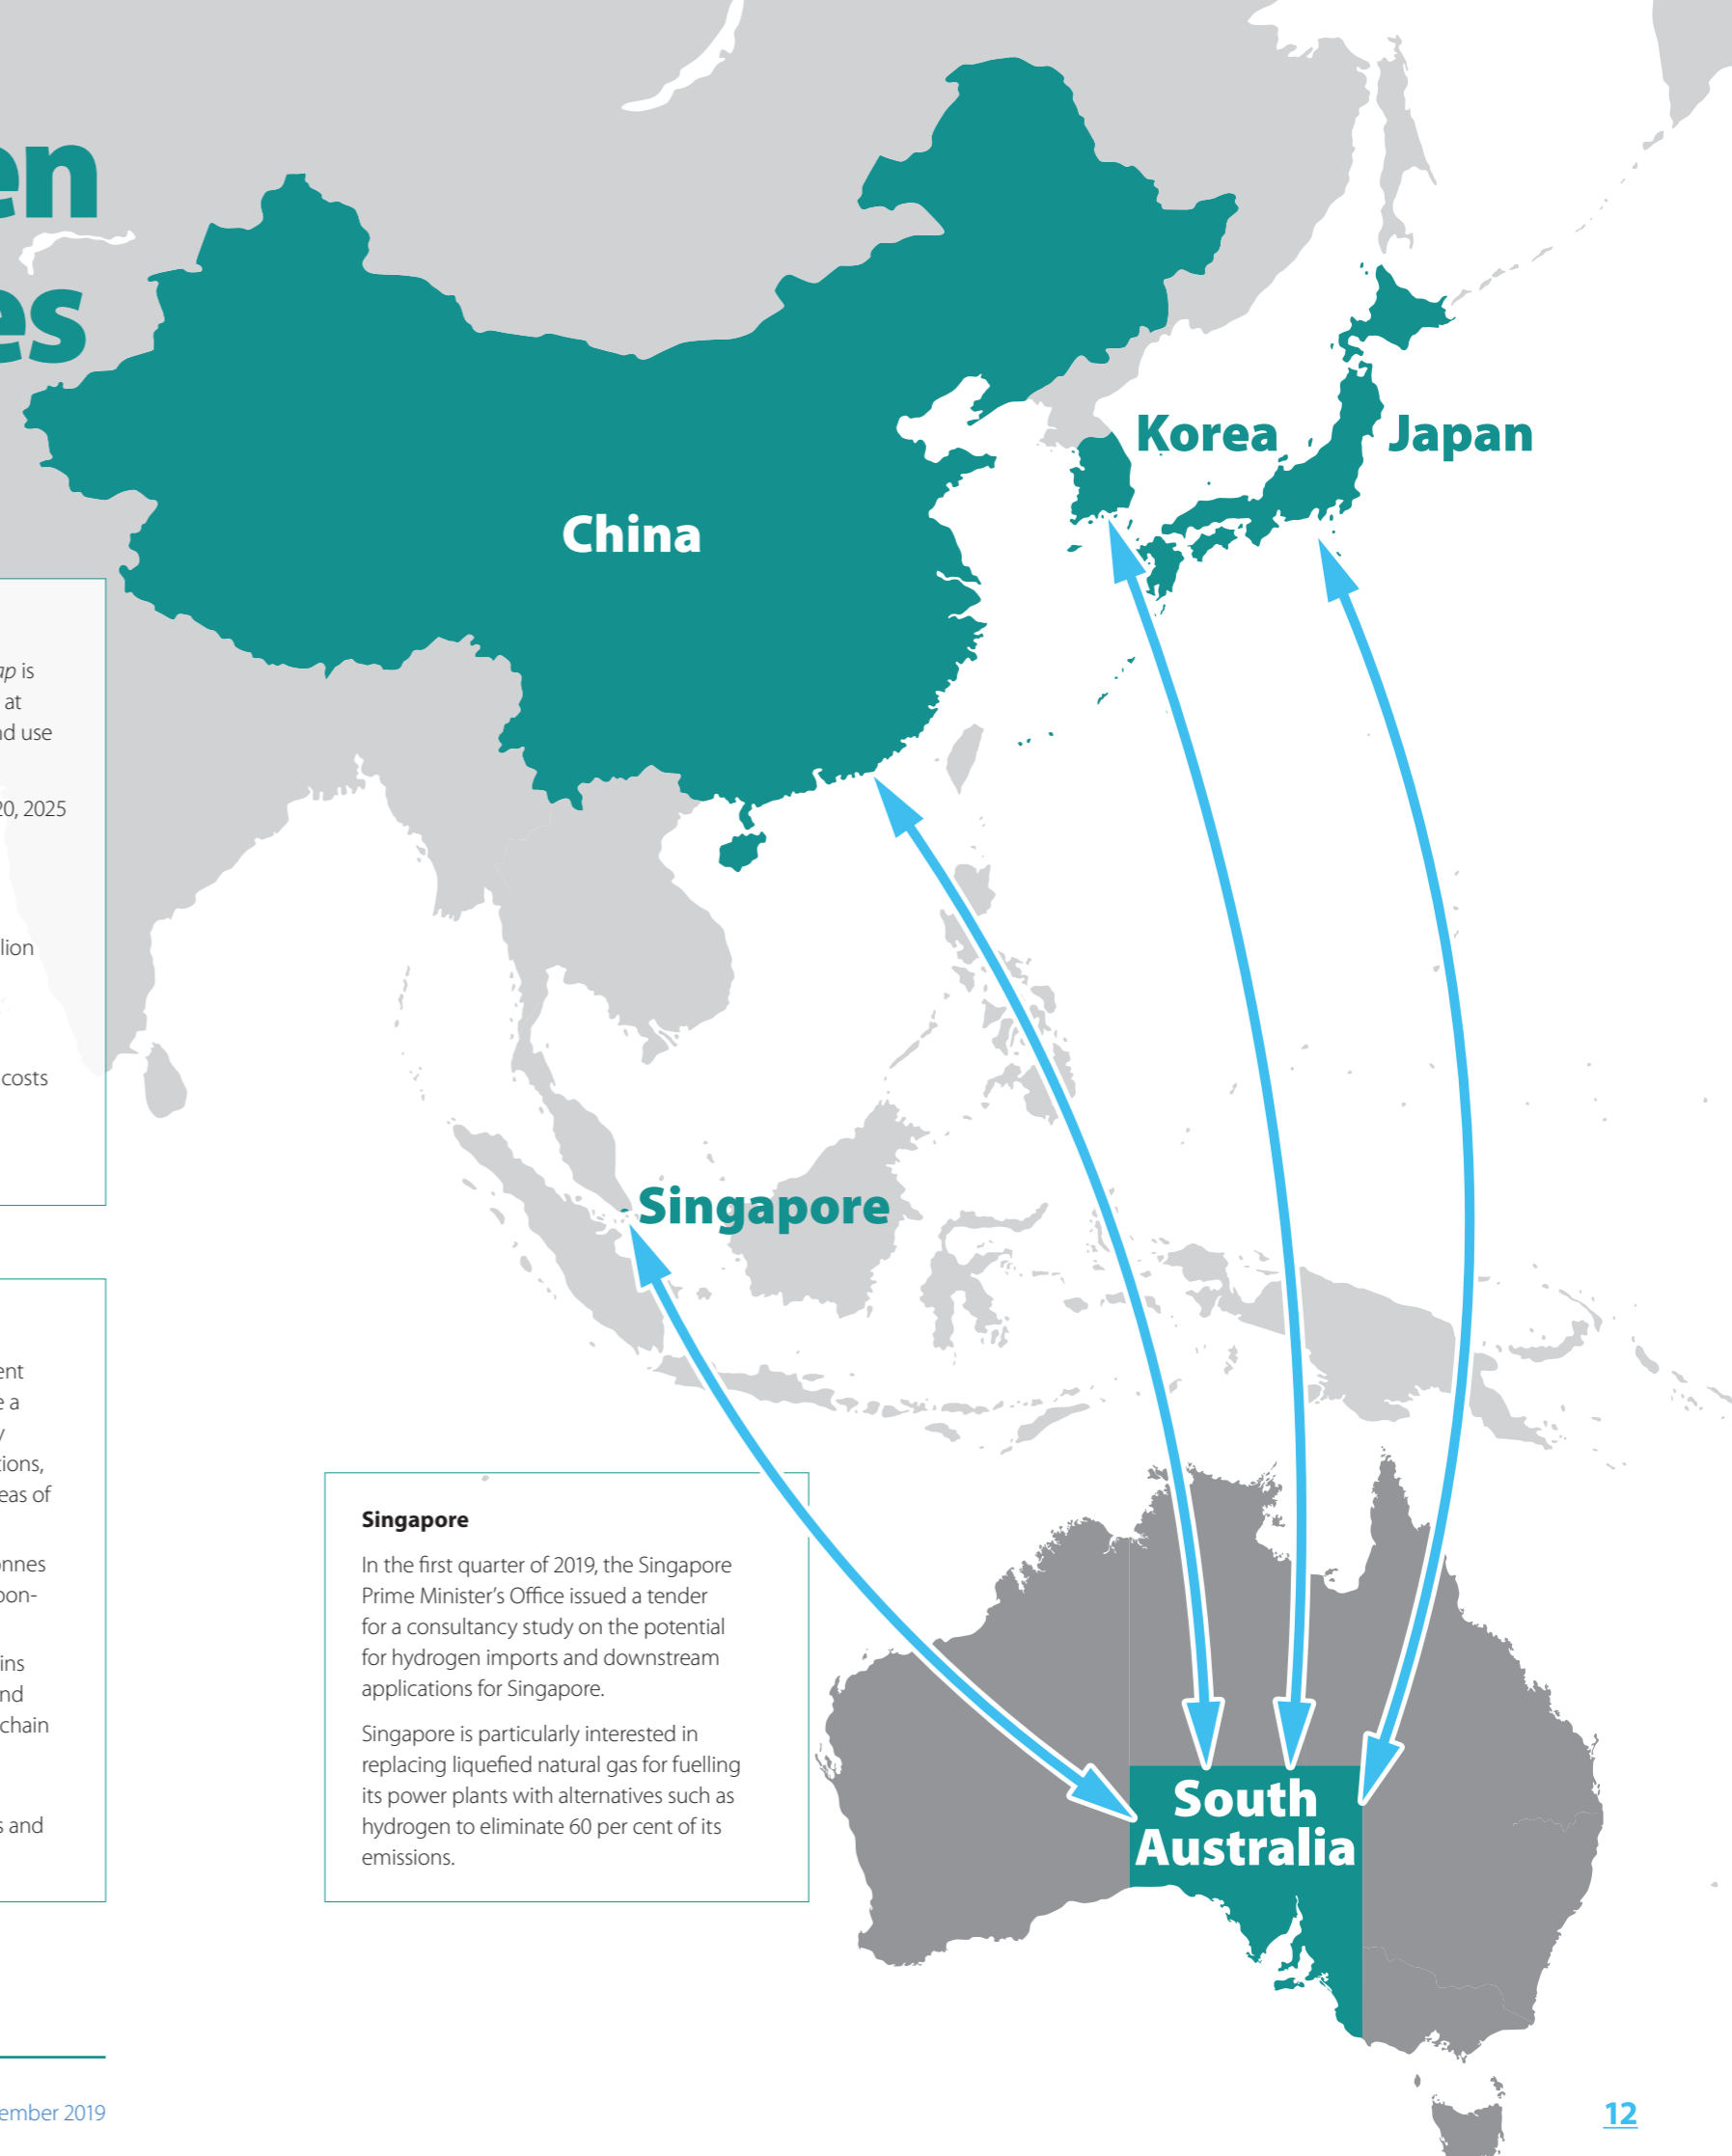 en
es
ap is
at
nd use
20, 2025
lion
costs
ent
e a
y
tions,
eas of
onnes
bon-
ins
nd
chain
s and
China
Korea
Japan
Singapore
Singapore
In the first quarter of 2019, the Singapore
Prime Minister’s Office issued a tender
for a consultancy study on the potential
for hydrogen imports and downstream
applications for Singapore.
Singapore is particularly interested in
replacing liquefied natural gas for fuelling
its power plants with alternatives such as
hydrogen to eliminate 60 per cent of its
emissions.
South
Australia
ember 2019
12